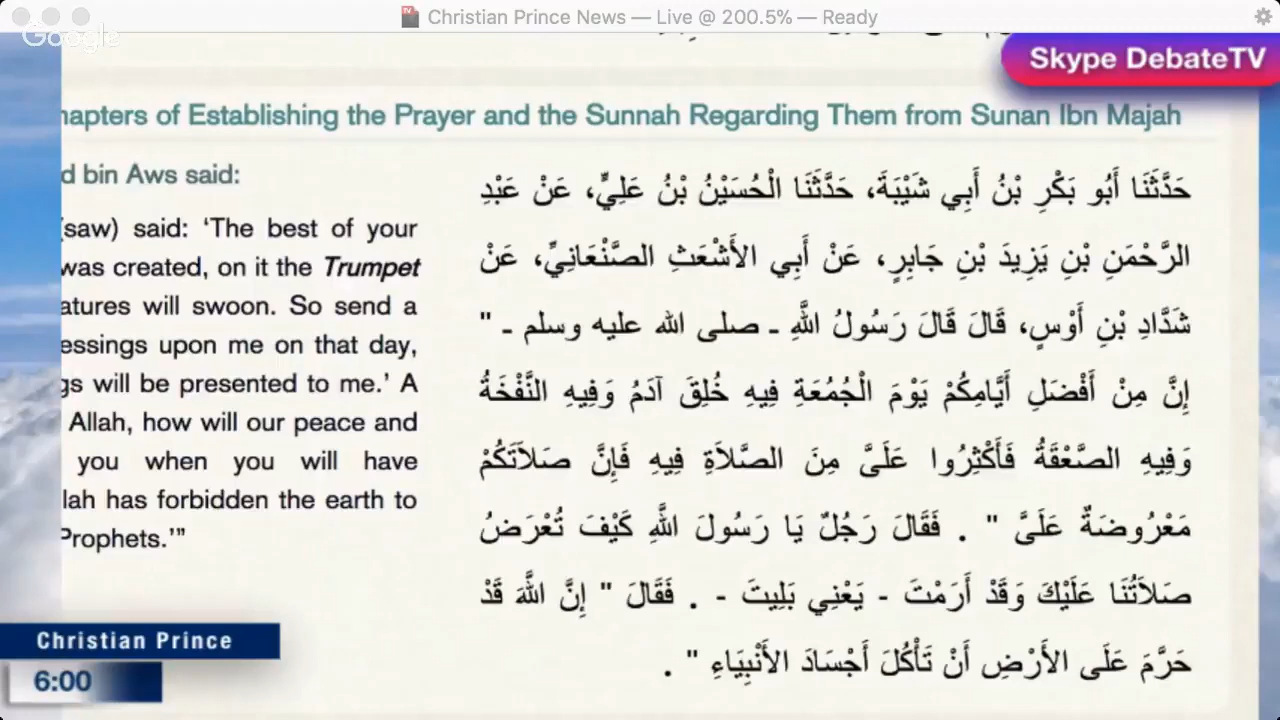 Christian Prince News — Live @ 200.5% — Ready
Google
Skype DebateTV
hapters of Establishing the Prayer and the Sunnah Regarding Them from Sunan Ibn Majah
d bin Aws said:
(saw) said: ‘The best of your
was created, on it the Trumpet
atures will swoon. So send a
essings upon me on that day,
gs will be presented to me.’ A
Allah, how will our peace and
you when you will have
llah has forbidden the earth to
Prophets.’”
حَدَّثَنَا أَبُو بَكْرِ بْنُ أَبِي شَيْبَةَ، حَدَّثَنَا الْحُسَيْنُ بْنُ عَلِيٍّ، عَنْ عَبْدِ
الرَّحْمَنِ بْنِ يَزِيدَ بْنِ جَابِرٍ، عَنْ أَبِي الأَشْعَثِ الصَّنْعَانِيِّ، عَنْ
شَدَّادِ بْنِ أَوْسٍ، قَالَ قَالَ رَسُولُ اللَّهِ ـ صلى الله عليه وسلم ـ "
إِنَّ مِنْ أَفْضَلِ أَيَّامِكُمْ يَوْمَ الْجُمُعَةِ فِيهِ خُلِقَ آدَمُ وَفِيهِ النَّفْخَةُ
وَفِيهِ الصَّعْقَةُ فَأَكْثِرُوا عَلَىَّ مِنَ الصَّلاَةِ فِيهِ فَإِنَّ صَلاَتَكُمْ
مَعْرُوضَةٌ عَلَىَّ " . فَقَالَ رَجُلٌ يَا رَسُولَ اللَّهِ كَيْفَ تُعْرَضُ
صَلاَتُنَا عَلَيْكَ وَقَدْ أَرَمْتَ - يَعْنِي بَلِيتَ - . فَقَالَ " إِنَّ اللَّهَ قَدْ
حَرَّمَ عَلَى الأَرْضِ أَنْ تَأْكُلَ أَجْسَادَ الأَنْبِيَاءِ " .
Christian Prince
6:00